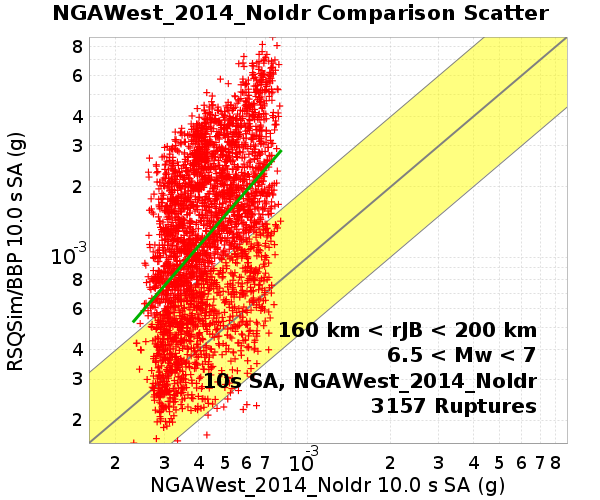 NGAWest_2014_NoIdr Comparison Scatter
RSQSim/BBP 10.0 s SA (g)
8
6
4
3
2
10-3
8
6
4
3
2
160 km < rJB < 200 km
6.5 < Mw < 7
10s SA, NGAWest_2014_NoIdr
3157 Ruptures
2 3 4 5 6 7 10-3 2 3 4 5 6 7 8
NGAWest_2014_NoIdr 10.0 s SA (g)